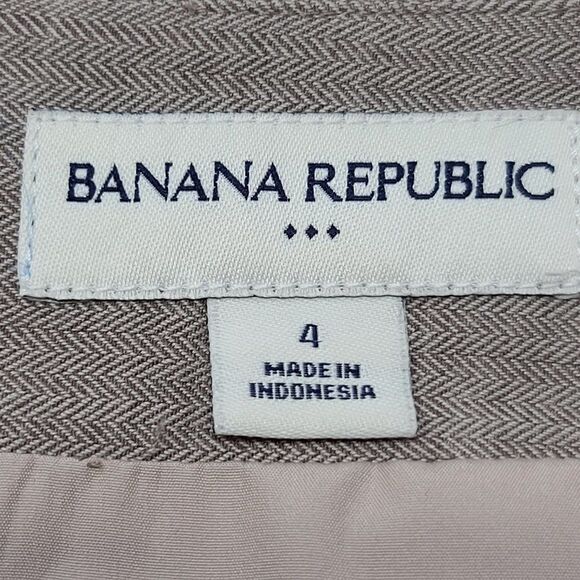 BANANA REPUBLIC
♦♦♦
4
MADE IN
INDONESIA